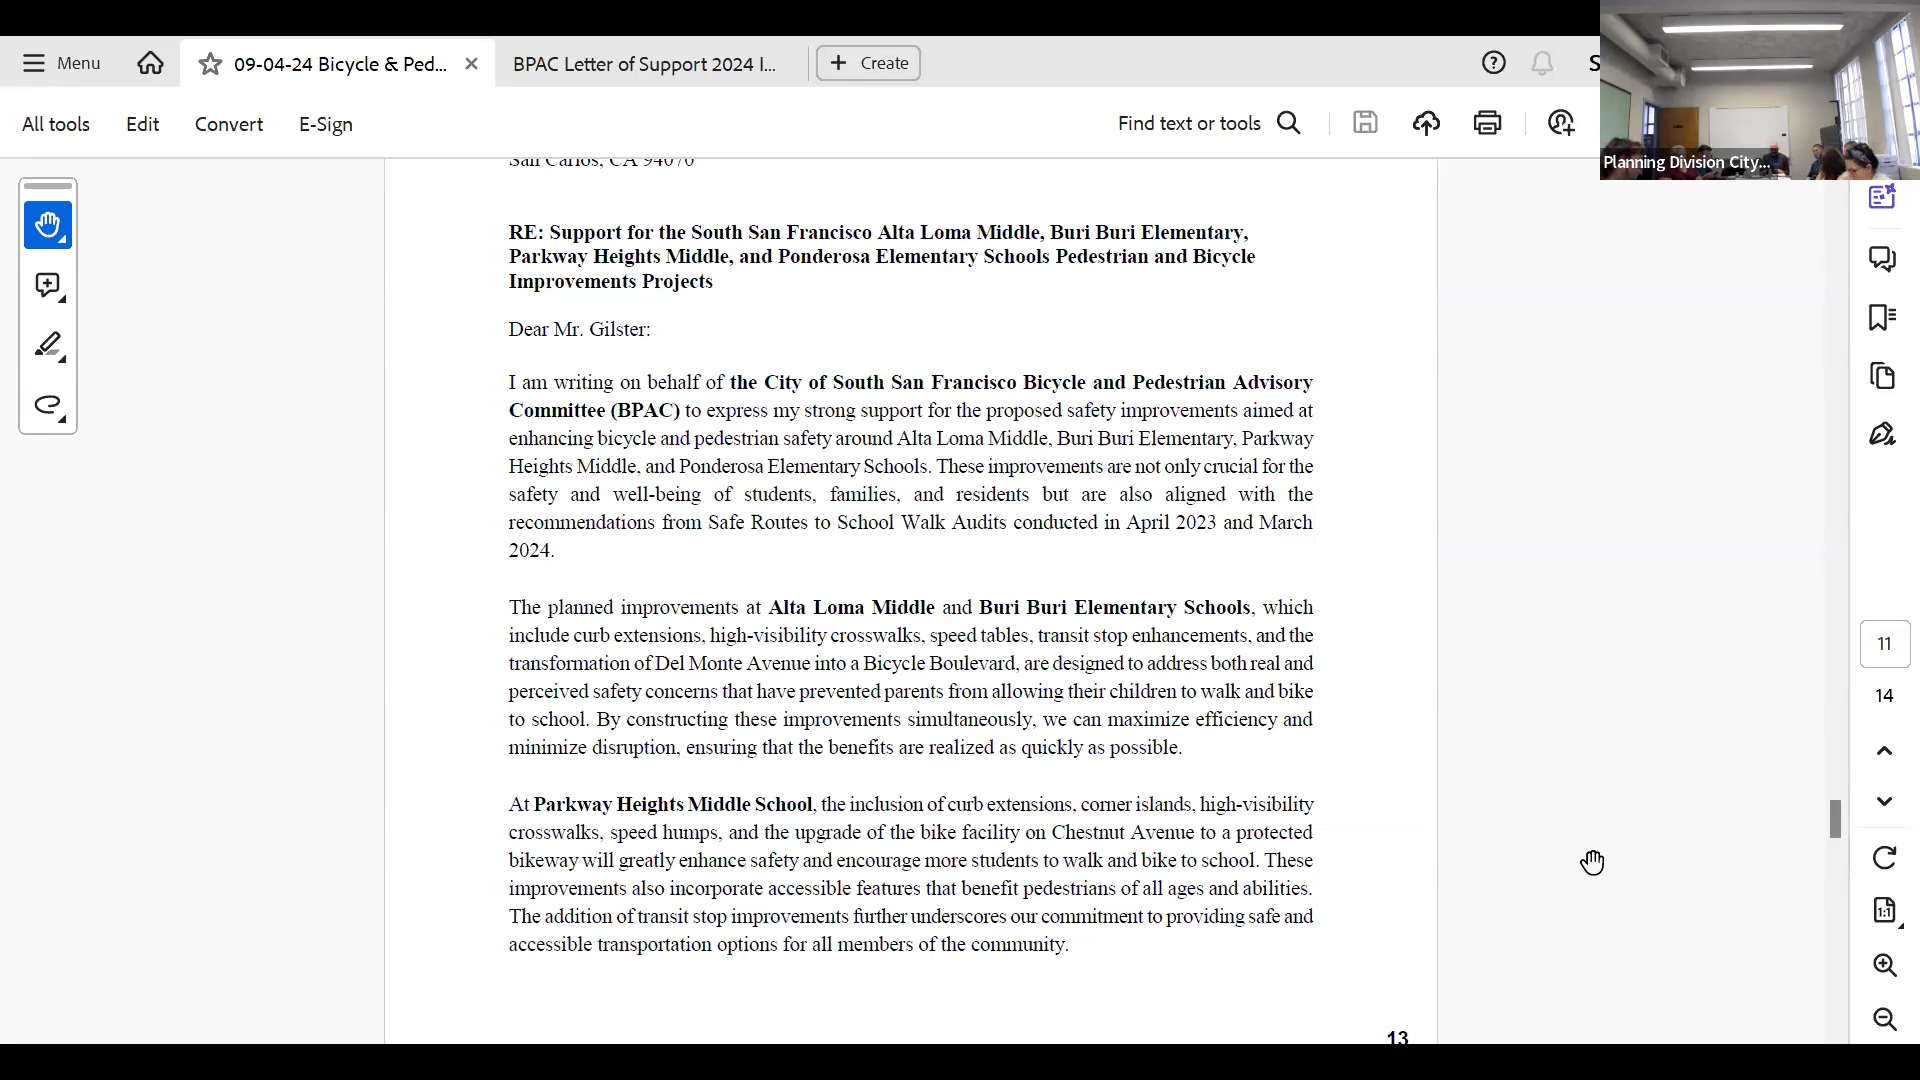 Menu
09-04-24 Bicycle & Ped...
BPAC Letter of Support 2024 I...
Create
All tools
Edit
Convert
E-Sign
Find text or tools
Planning Division City...
San Carlos, CA 94070
RE: Support for the South San Francisco Alta Loma Middle, Buri Buri Elementary,
Parkway Heights Middle, and Ponderosa Elementary Schools Pedestrian and Bicycle
Improvements Projects
Dear Mr. Gilster:
I am writing on behalf of the City of South San Francisco Bicycle and Pedestrian Advisory
Committee (BPAC) to express my strong support for the proposed safety improvements aimed at
enhancing bicycle and pedestrian safety around Alta Loma Middle, Buri Buri Elementary, Parkway
Heights Middle, and Ponderosa Elementary Schools. These improvements are not only crucial for the
safety and well-being of students, families, and residents but are also aligned with the
recommendations from Safe Routes to School Walk Audits conducted in April 2023 and March
2024.
The planned improvements at Alta Loma Middle and Buri Buri Elementary Schools, which
include curb extensions, high-visibility crosswalks, speed tables, transit stop enhancements, and the
transformation of Del Monte Avenue into a Bicycle Boulevard, are designed to address both real and
perceived safety concerns that have prevented parents from allowing their children to walk and bike
to school. By constructing these improvements simultaneously, we can maximize efficiency and
minimize disruption, ensuring that the benefits are realized as quickly as possible.
At Parkway Heights Middle School, the inclusion of curb extensions, corner islands, high-visibility
crosswalks, speed humps, and the upgrade of the bike facility on Chestnut Avenue to a protected
bikeway will greatly enhance safety and encourage more students to walk and bike to school. These
improvements also incorporate accessible features that benefit pedestrians of all ages and abilities.
The addition of transit stop improvements further underscores our commitment to providing safe and
accessible transportation options for all members of the community.
13
11
14
1:1